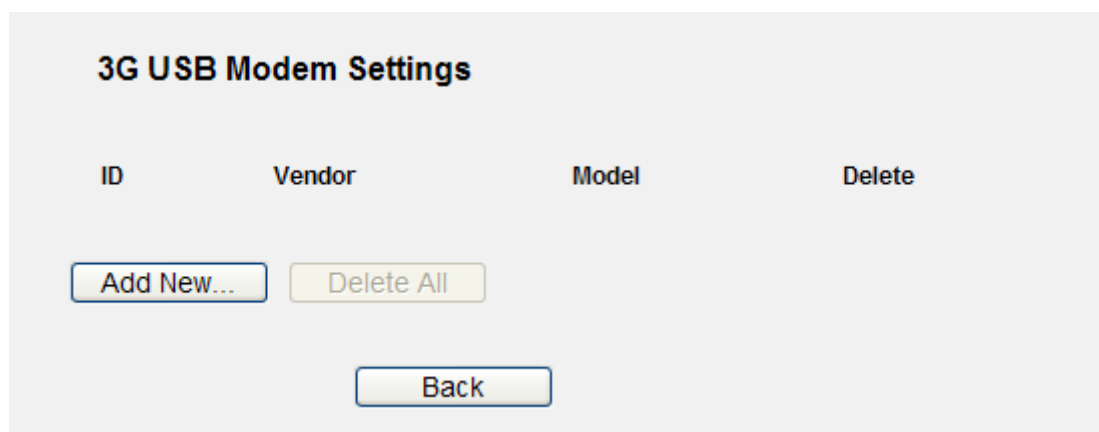 3G USB Modem Settings
ID Vendor Model Delete
Add New... Delete All
Back